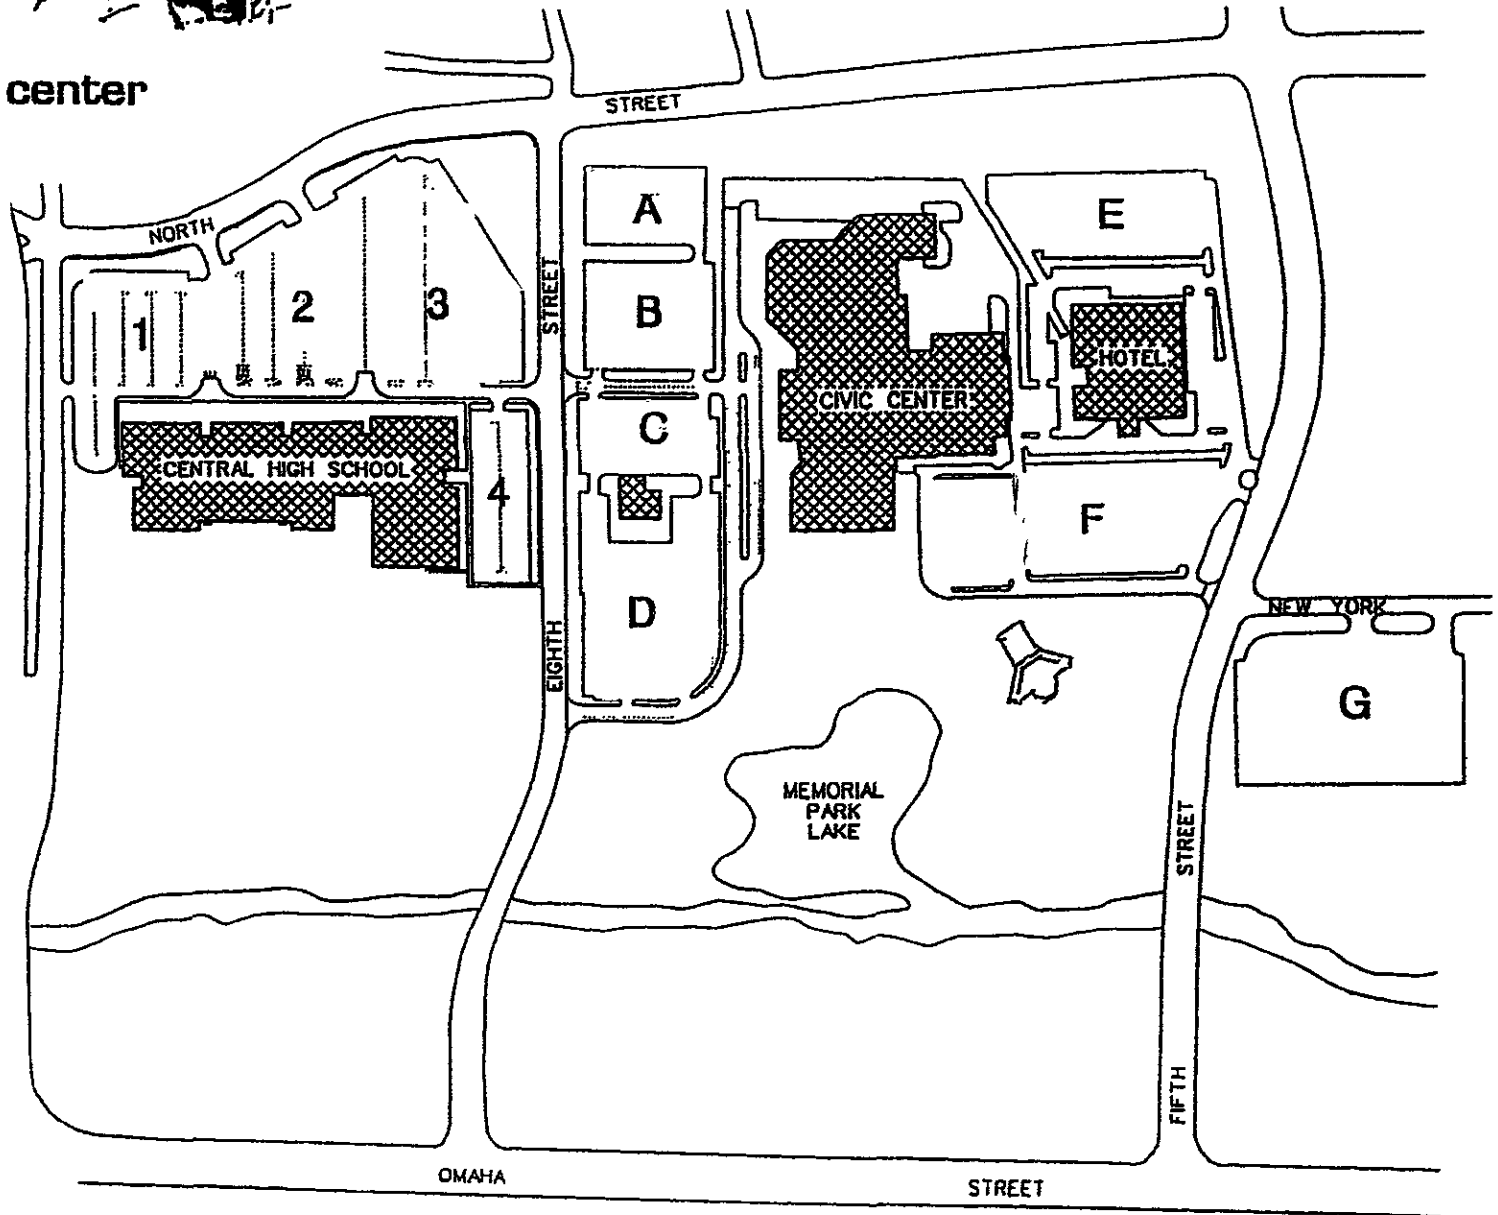 center
STREET
NORTH
STREET
A
E
1
2
3
B
HOTEL
CIVIC CENTER
C
CENTRAL HIGH SCHOOL
4
F
D
EIGHTH
NEW YORK
G
MEMORIAL
PARK
LAKE
STREET
FIFTH
OMAHA
STREET